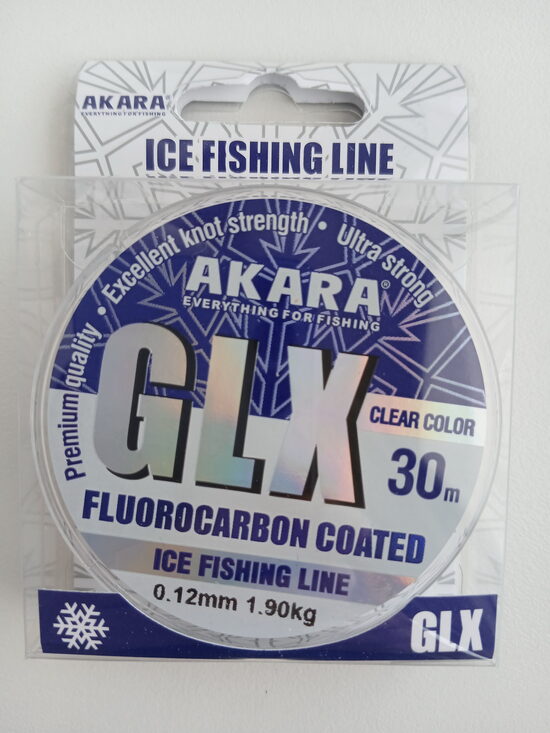 AKARA
EVERYTHING FOR FISHING
ICE FISHING LINE
Premium quality • Excellent knot strength • Ultra strong
AKARA®
EVERYTHING FOR FISHING
GLX
CLEAR COLOR
30m
FLUOROCARBON COATED
ICE FISHING LINE
0.12mm 1.90kg
GLX